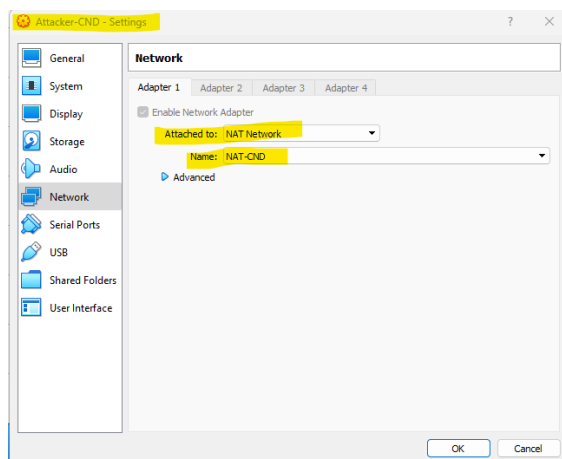 Attacker-CND - Settings
? ×
General
System
Display
Storage
Audio
Network
Serial Ports
USB
Shared Folders
User Interface
Network
Adapter 1 Adapter 2 Adapter 3 Adapter 4
Enable Network Adapter
Attached to: NAT Network
Name: NAT-CND
Advanced
OK Cancel